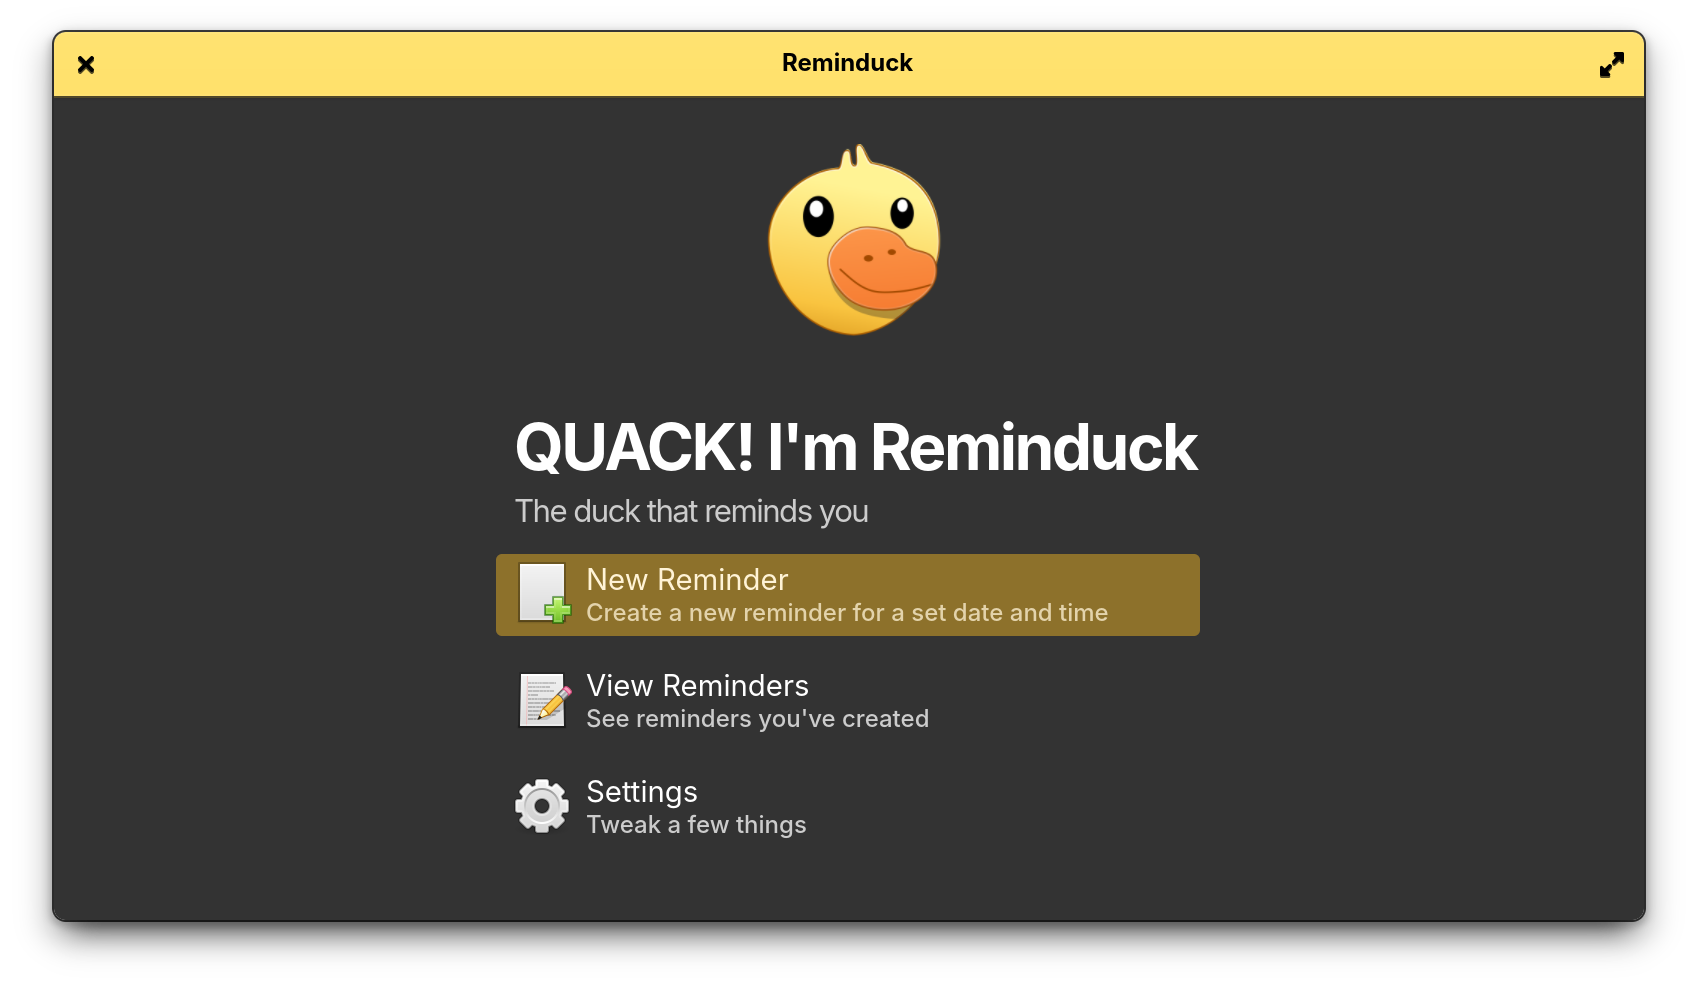 Reminduck
QUACK! I'm Reminduck
The duck that reminds you
New Reminder
Create a new reminder for a set date and time
View Reminders
See reminders you've created
Settings
Tweak a few things